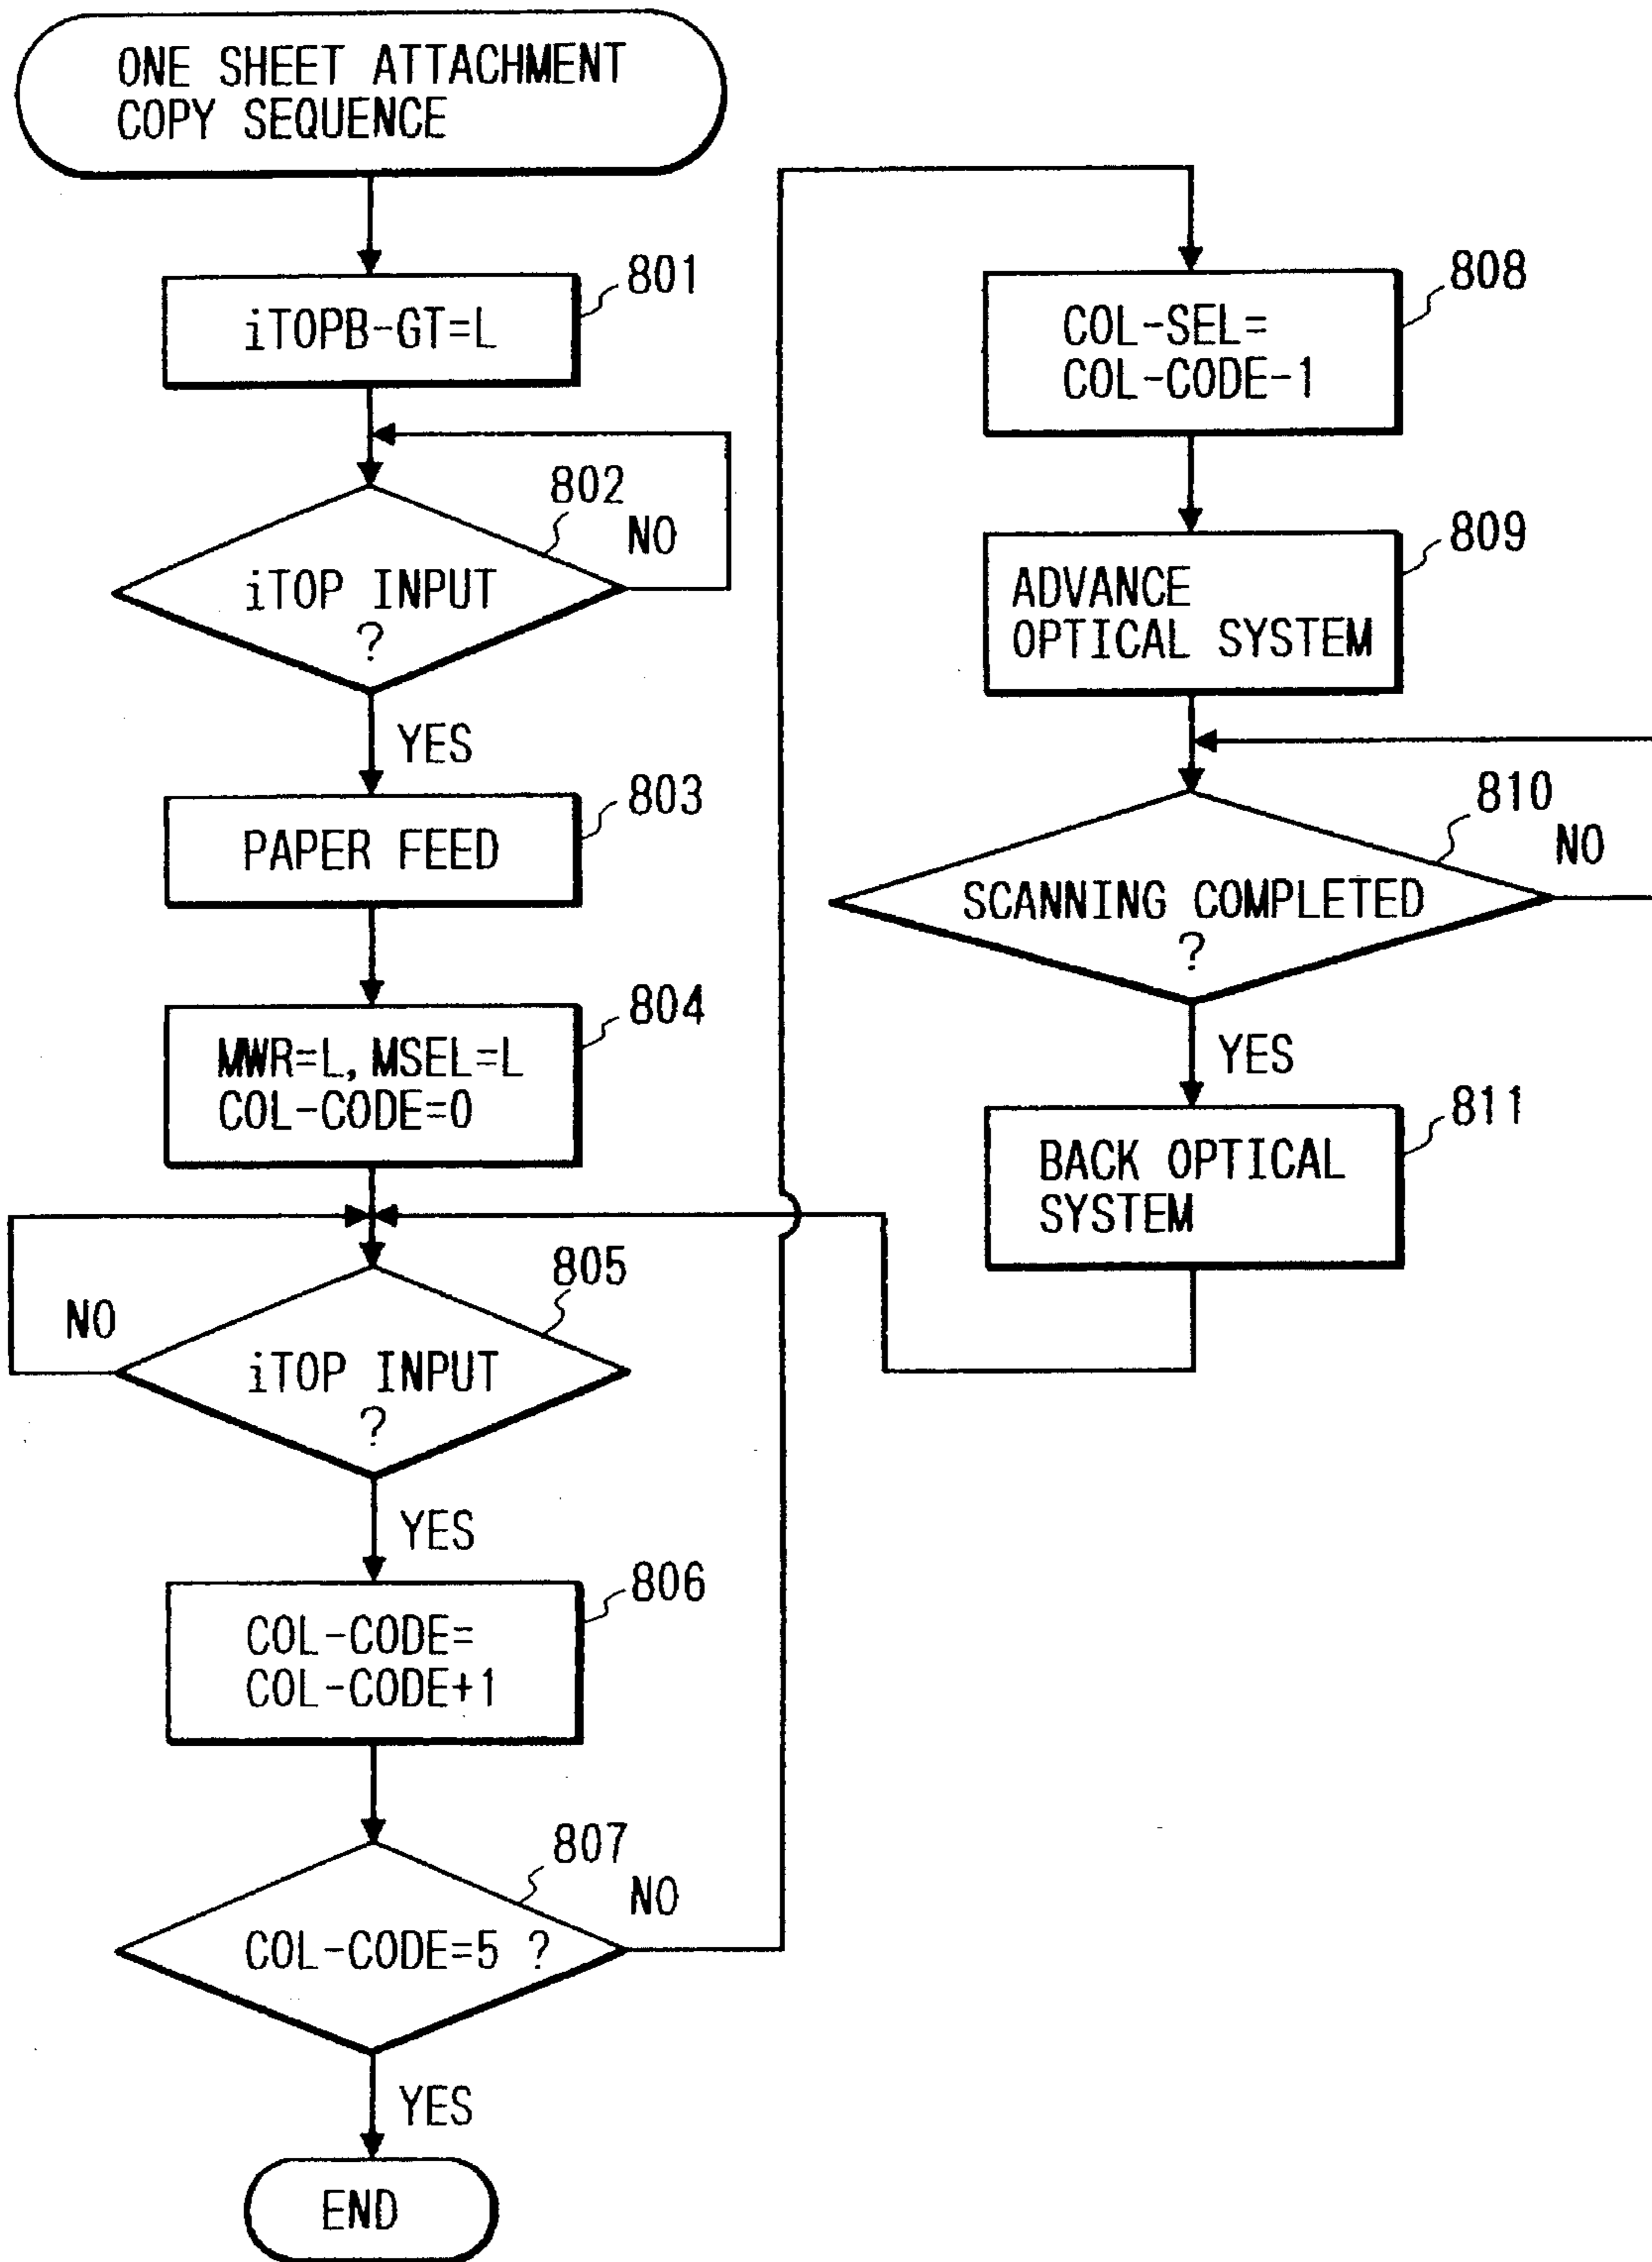 ONE SHEET ATTACHMENT
COPY SEQUENCE
801
iTOPB-GT=L
802
NO
iTOP INPUT
?
YES
803
PAPER FEED
804
MWR=L, MSEL=L
COL-CODE=0
805
NO
iTOP INPUT
?
YES
806
COL-CODE=
COL-CODE+1
807
NO
COL-CODE=5 ?
YES
END
808
COL-SEL=
COL-CODE-1
809
ADVANCE
OPTICAL SYSTEM
810
NO
SCANNING COMPLETED
?
YES
811
BACK OPTICAL
SYSTEM